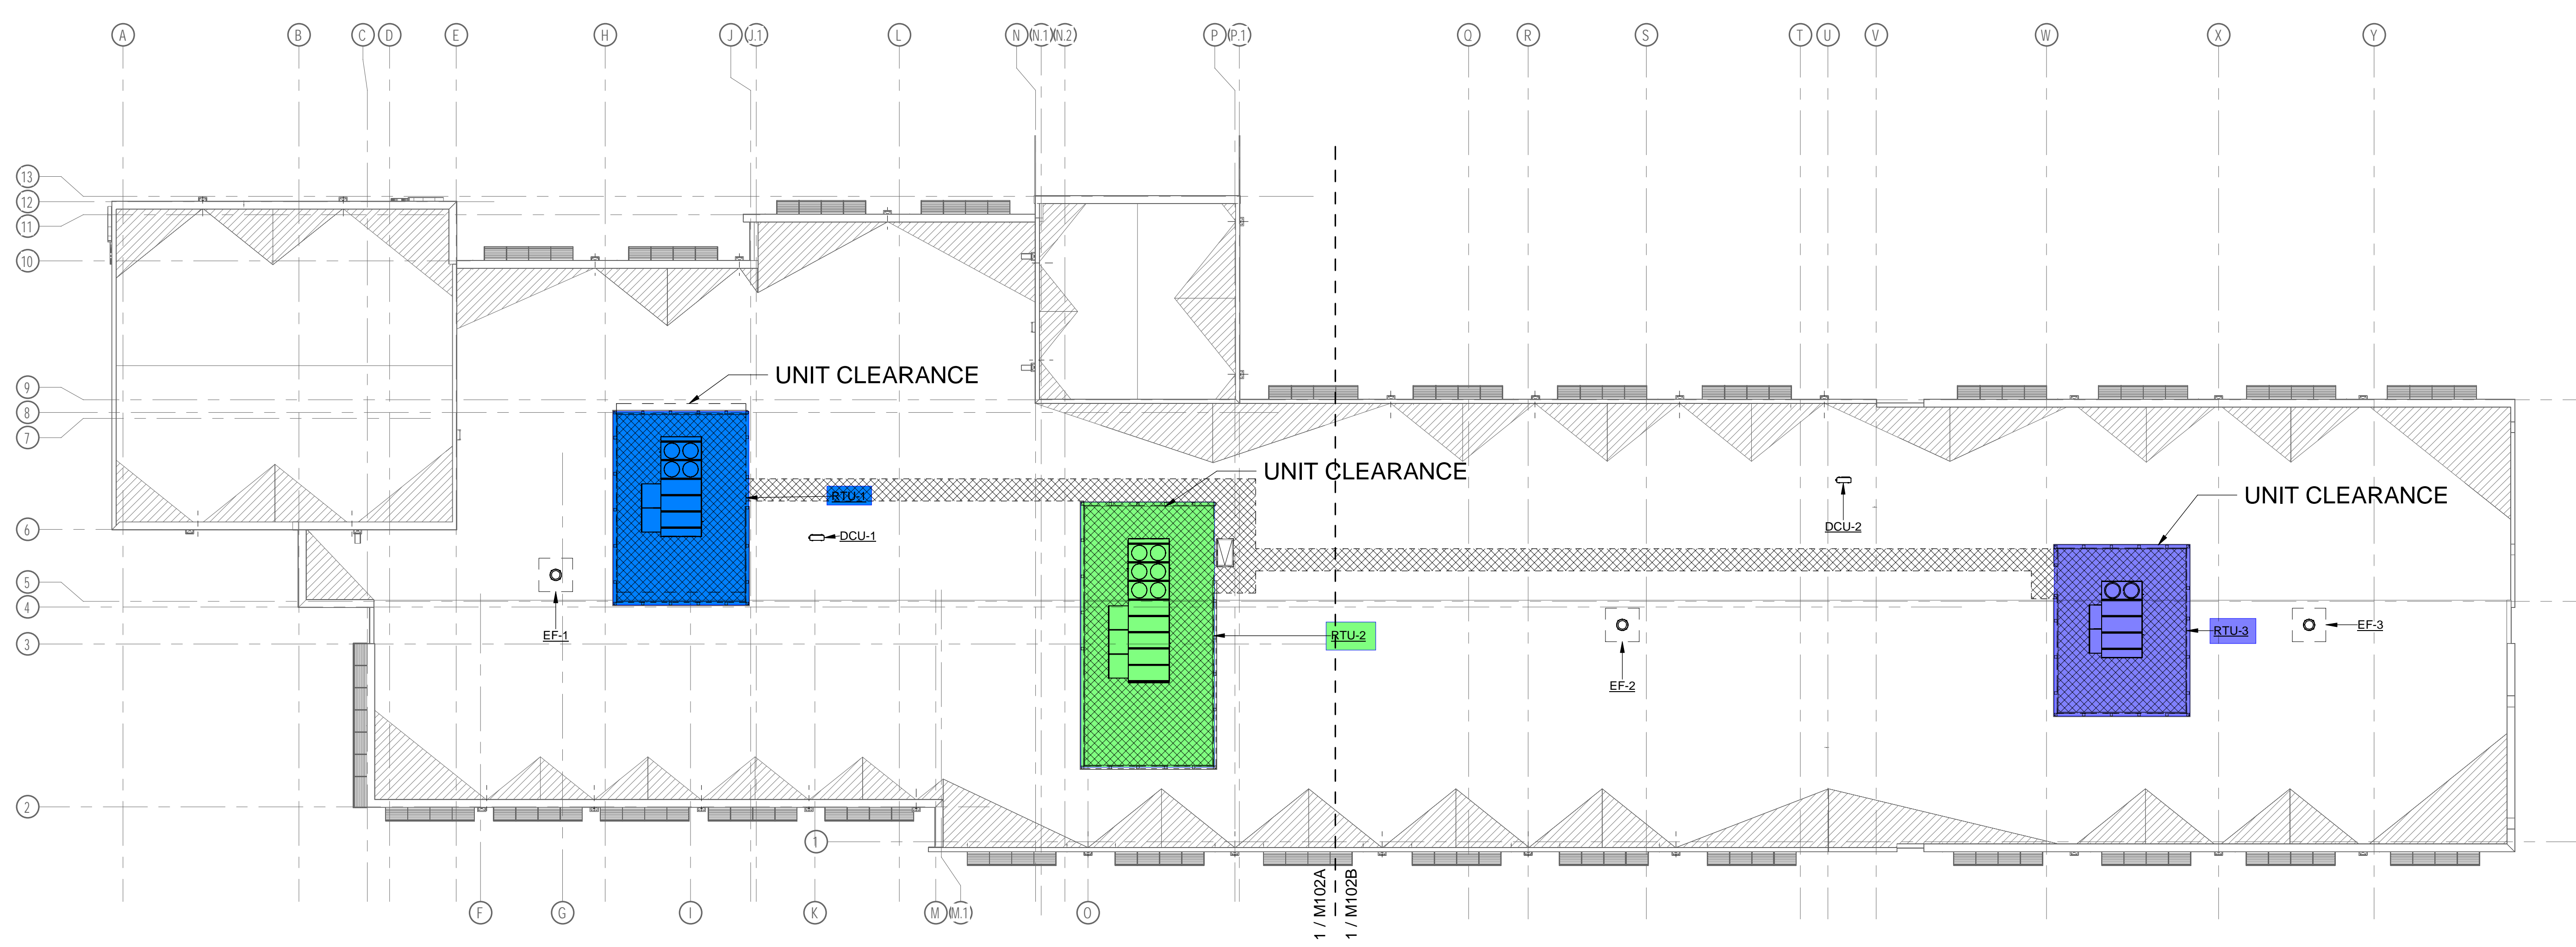 A B C D E H J J.1 L N N.1 N.2 P P.1 Q R S T U V W X Y
13
12
11
10
9
8
7
6
5
4
3
2
1
UNIT CLEARANCE
UNIT CLEARANCE
UNIT CLEARANCE
RTU-1
DCU-1
DCU-2
EF-1
RTU-2
EF-2
RTU-3
EF-3
1 / M102A
1 / M102B
F G I K M M.1 O